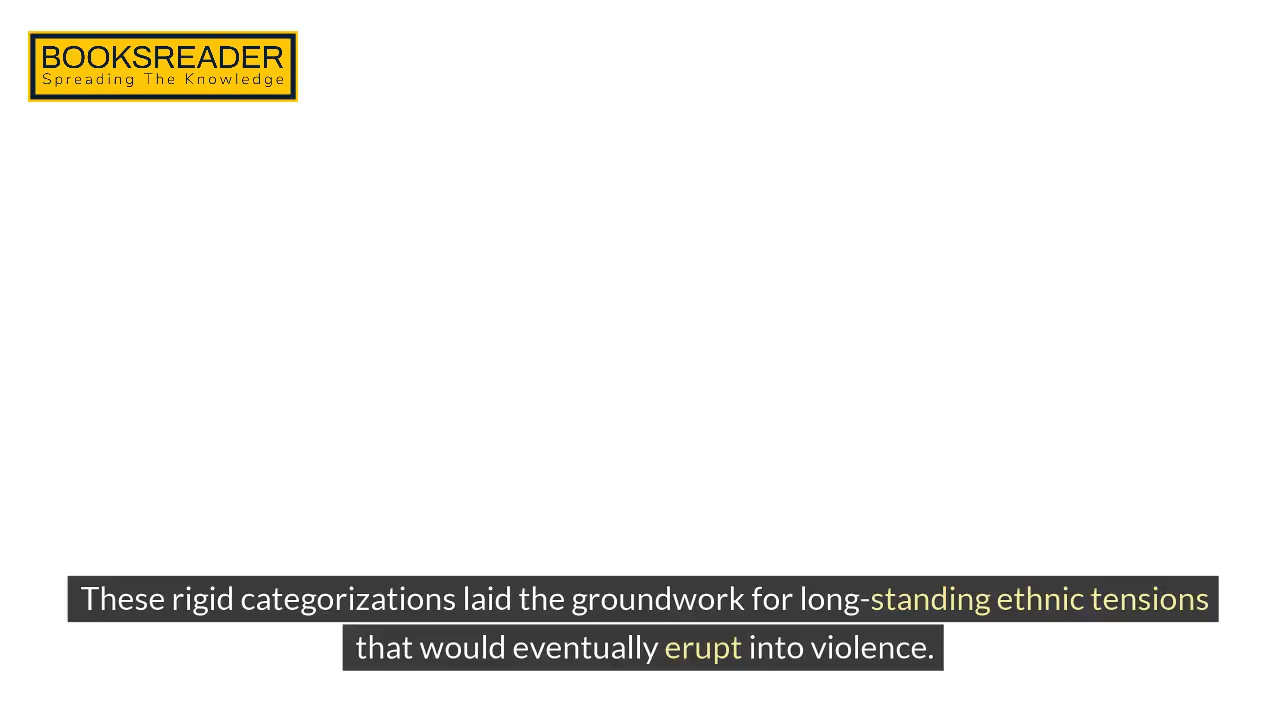 BOOKSREADER
Spreading The Knowledge
These rigid categorizations laid the groundwork for long-standing ethnic tensions
that would eventually erupt into violence.